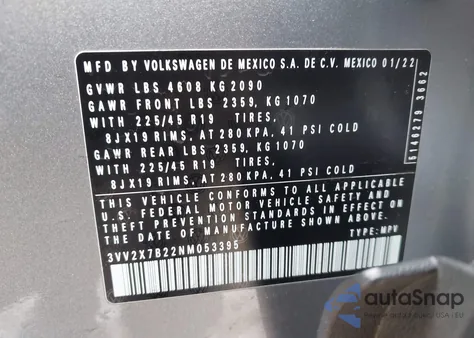 MFD BY VOLKSWAGEN DE MEXICO S.A. DE C.V. MEXICO 01/22
GVWR LBS 4608 KG 2090
GAWR FRONT LBS 2359, KG 1070
WITH 225/45 R19 TIRES,
8JX19 RIMS, AT 280 KPA, 41 PSI COLD
GAWR REAR LBS 2359, KG 1070
WITH 225/45 R19 TIRES,
8JX19 RIMS, AT 280 KPA, 41 PSI COLD
THIS VEHICLE CONFORMS TO ALL APPLICABLE
U.S. FEDERAL MOTOR VEHICLE SAFETY AND
THEFT PREVENTION STANDARDS IN EFFECT ON THE
DATE OF MANUFACTURE SHOWN ABOVE
3VV2X7B22NM053395 TYPE: MPV
5146279 3662
autoSnap